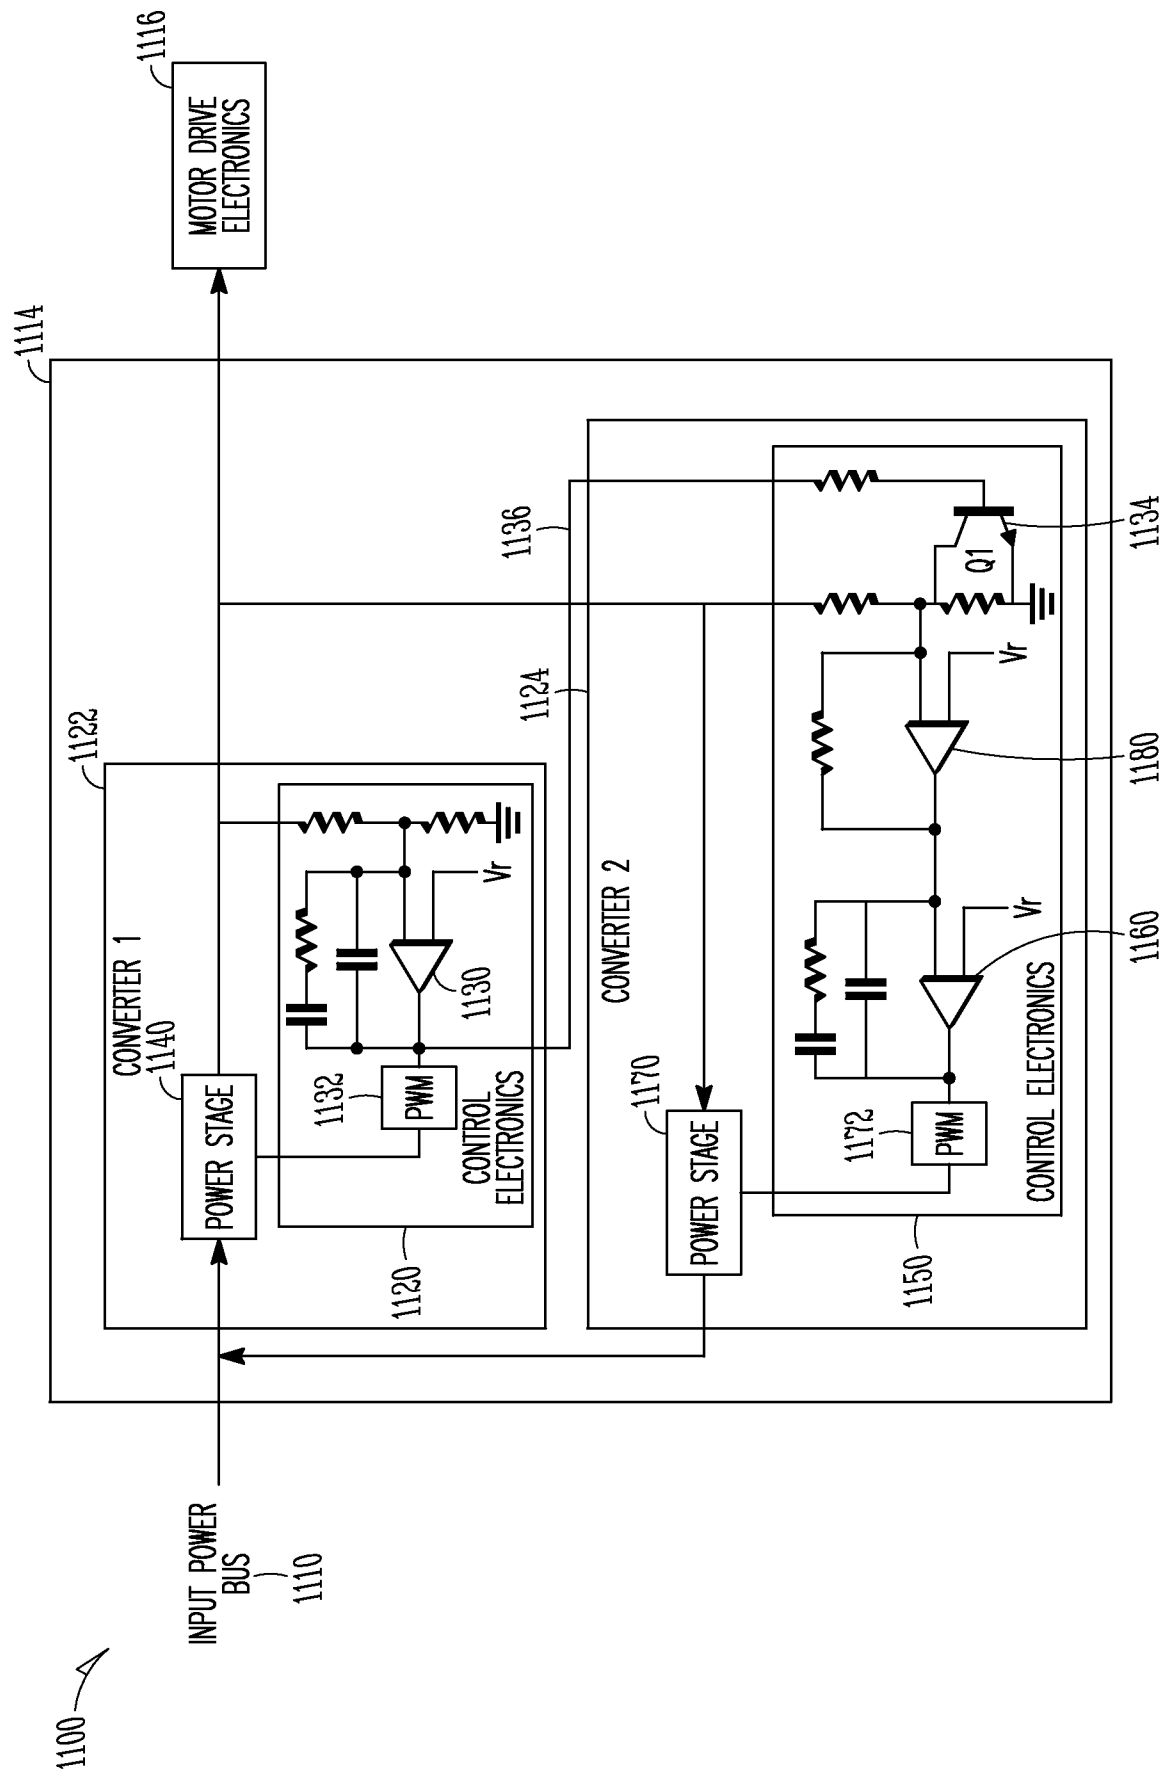 1100
INPUT POWER
BUS
1110
1114
1116
MOTOR DRIVE
ELECTRONICS
1122
CONVERTER 1
1140
POWER STAGE
1120
1132
PWM
CONTROL
ELECTRONICS
1130
Vr
1136
1124
CONVERTER 2
1170
POWER STAGE
1150
1172
PWM
CONTROL ELECTRONICS
1160
Vr
1180
Vr
Q1
1134